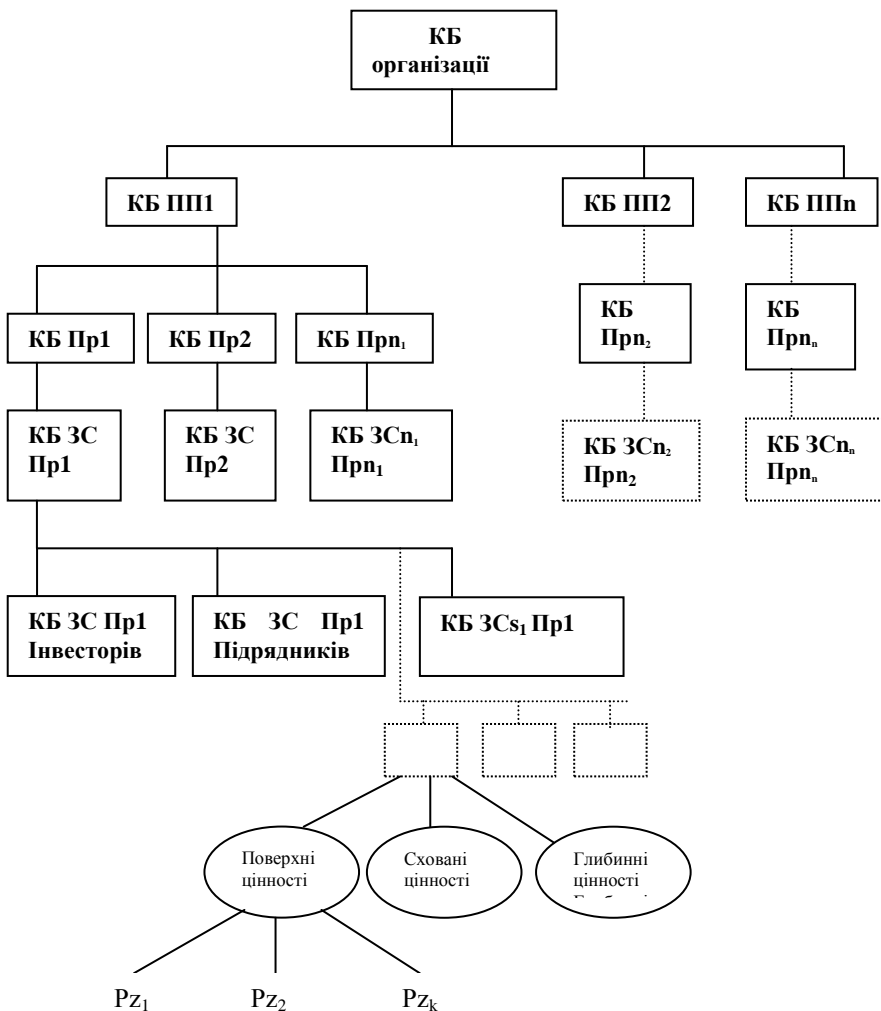 КБ
організації
КБ ПП1
КБ ПП2
КБ ППn
КБ Пр1
КБ Пр2
КБ Прn₁
КБ
Прn₂
КБ
Прnₙ
КБ ЗС
Пр1
КБ ЗС
Пр2
КБ ЗСn₁
Прn₁
КБ ЗСn₂
Прn₂
КБ ЗСnₙ
Прnₙ
КБ ЗС Пр1
Інвесторів
КБ ЗС Пр1
Підрядників
КБ ЗСs₁ Пр1
Поверхні
цінності
Сховані
цінності
Глибинні
цінності
Pz₁
Pz₂
Pzₖ